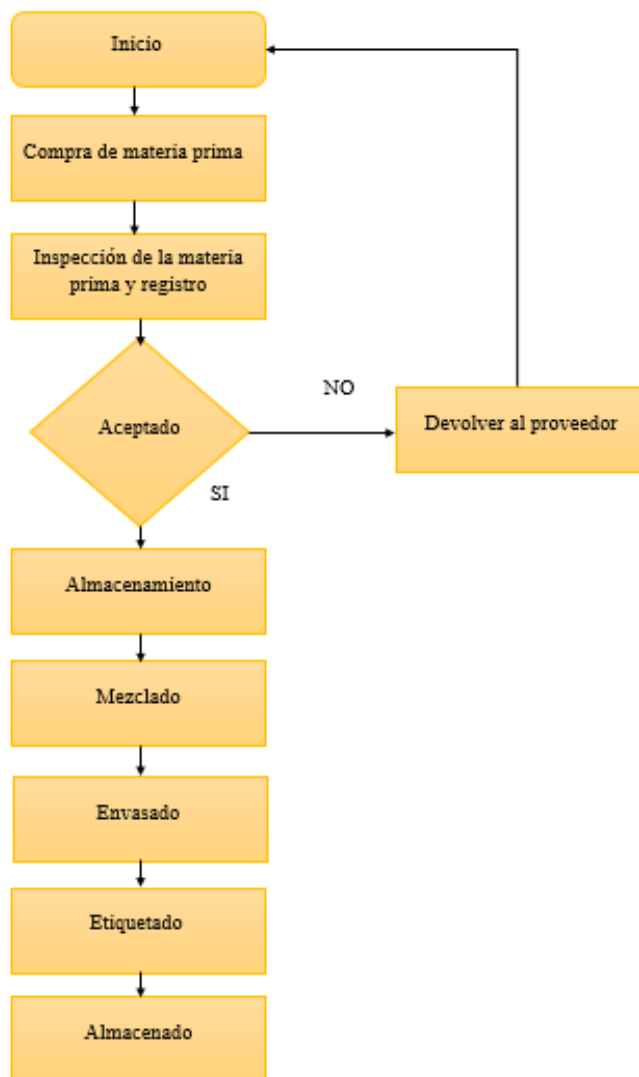 Inicio
Compra de materia prima
Inspección de la materia
prima y registro
Aceptado
NO
Devolver al proveedor
SI
Almacenamiento
Mezclado
Envasado
Etiquetado
Almacenado